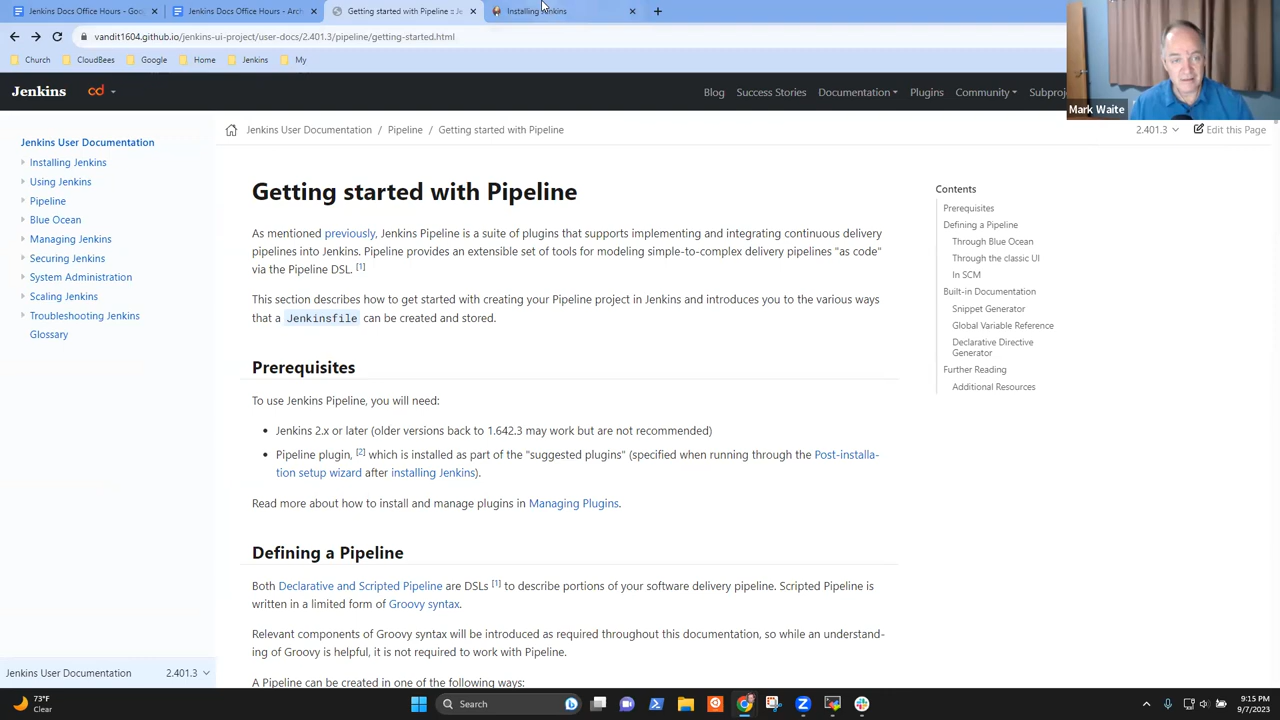 Jenkins Docs Office Hours - Goo
Jenkins Docs Office Hours - Arch
Getting started with Pipeline :: Je
Installing Jenkins
vandit1604.github.io/jenkins-ui-project/user-docs/2.401.3/pipeline/getting-started.html
Church
CloudBees
Google
Home
Jenkins
My
Jenkins
cd
Blog
Success Stories
Documentation
Plugins
Community
Subproj
Mark Waite
Jenkins User Documentation / Pipeline / Getting started with Pipeline
2.401.3
Edit this Page
Jenkins User Documentation
Installing Jenkins
Using Jenkins
Pipeline
Blue Ocean
Managing Jenkins
Securing Jenkins
System Administration
Scaling Jenkins
Troubleshooting Jenkins
Glossary
Getting started with Pipeline
As mentioned previously, Jenkins Pipeline is a suite of plugins that supports implementing and integrating continuous delivery
pipelines into Jenkins. Pipeline provides an extensible set of tools for modeling simple-to-complex delivery pipelines "as code"
via the Pipeline DSL. [1]
This section describes how to get started with creating your Pipeline project in Jenkins and introduces you to the various ways
that a Jenkinsfile can be created and stored.
Prerequisites
To use Jenkins Pipeline, you will need:
• Jenkins 2.x or later (older versions back to 1.642.3 may work but are not recommended)
• Pipeline plugin, [2] which is installed as part of the "suggested plugins" (specified when running through the Post-installa-
tion setup wizard after installing Jenkins).
Read more about how to install and manage plugins in Managing Plugins.
Defining a Pipeline
Both Declarative and Scripted Pipeline are DSLs [1] to describe portions of your software delivery pipeline. Scripted Pipeline is
written in a limited form of Groovy syntax.
Relevant components of Groovy syntax will be introduced as required throughout this documentation, so while an understand-
ing of Groovy is helpful, it is not required to work with Pipeline.
A Pipeline can be created in one of the following ways:
Contents
Prerequisites
Defining a Pipeline
Through Blue Ocean
Through the classic UI
In SCM
Built-in Documentation
Snippet Generator
Global Variable Reference
Declarative Directive
Generator
Further Reading
Additional Resources
Jenkins User Documentation
2.401.3
73°F
Clear
Search
9:15 PM
9/7/2023